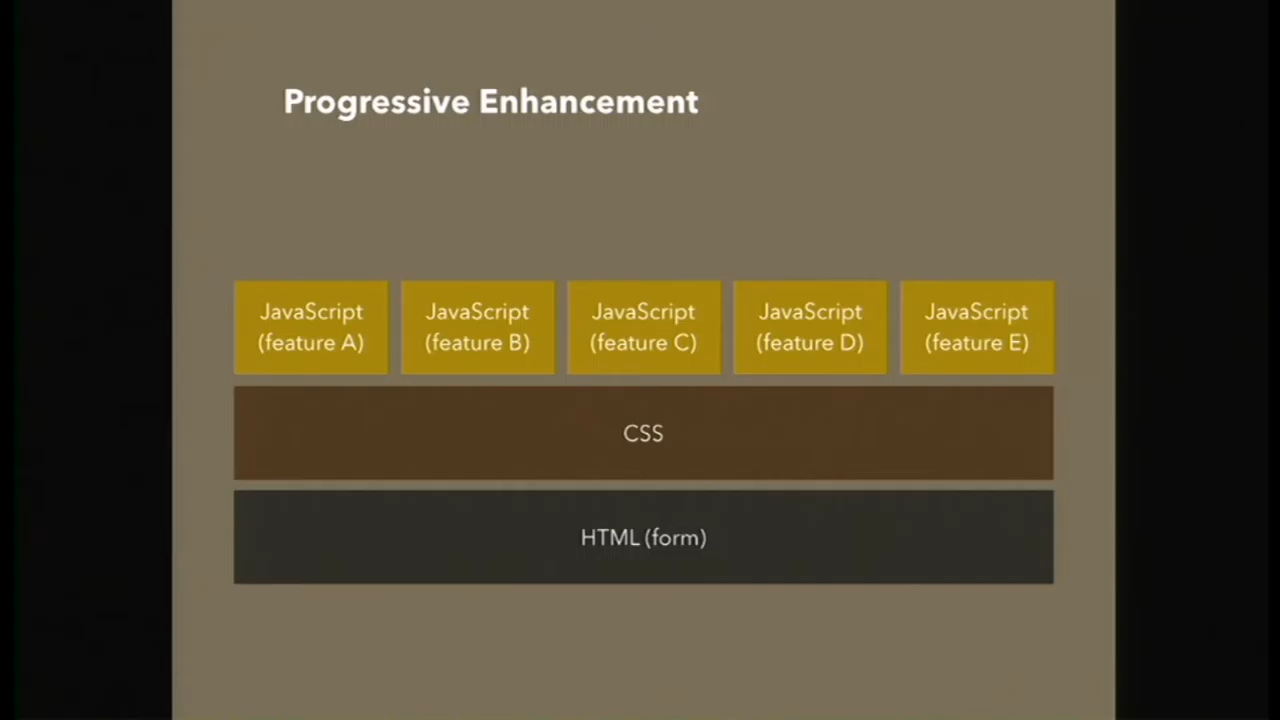 Progressive Enhancement
JavaScript
(feature A)
JavaScript
(feature B)
JavaScript
(feature C)
JavaScript
(feature D)
JavaScript
(feature E)
CSS
HTML (form)